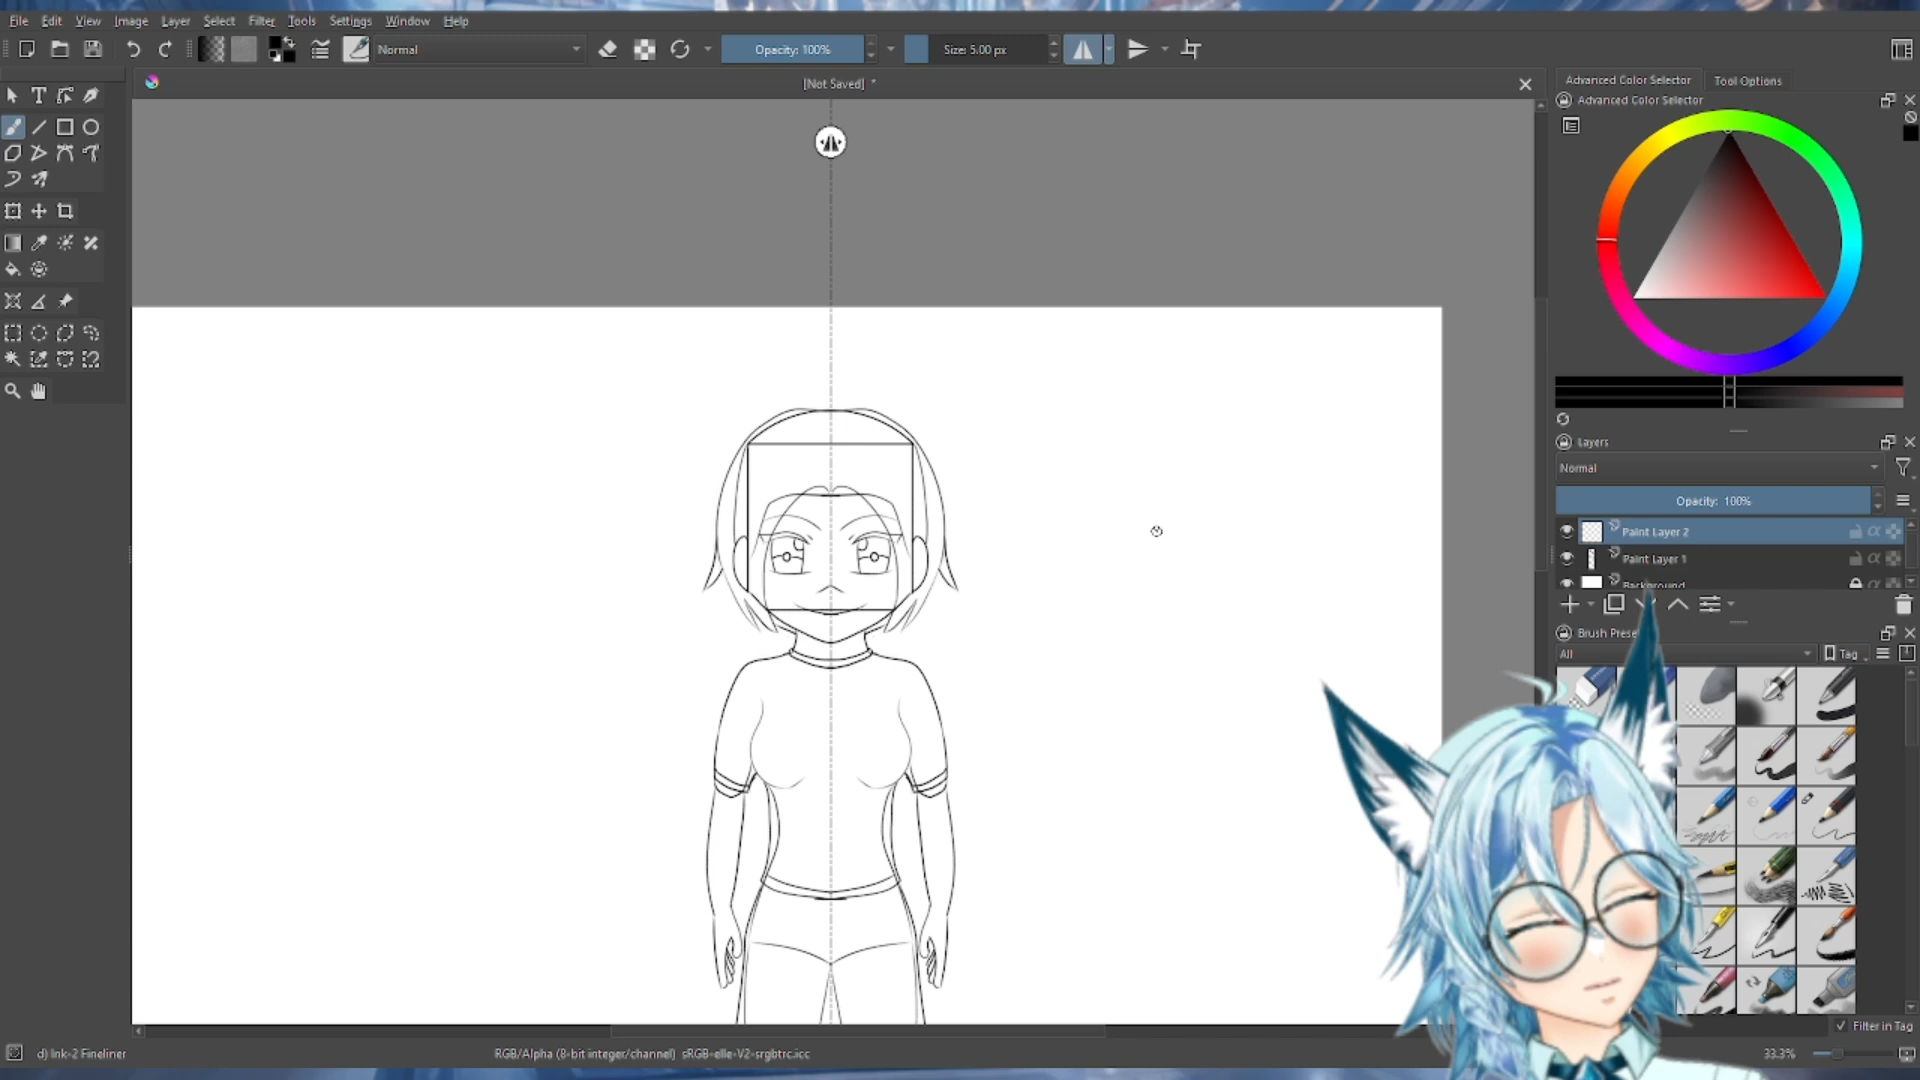 File Edit View Image Layer Select Filter Tools Settings Window Help
Normal
Opacity: 100%
Size: 5.00 px
[Not Saved] *
Advanced Color Selector
Tool Options
Advanced Color Selector
Layers
Normal
Opacity: 100%
Paint Layer 2
Paint Layer 1
Background
Brush Prese
All
Tag
Filter in Tag
d) Ink-2 Fineliner
RGB/Alpha (8-bit integer/channel) sRGB-elle-V2-srgbtrc.icc
33.3%